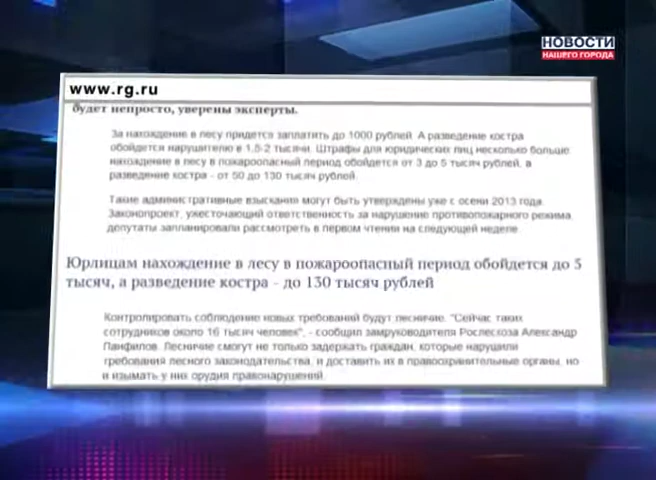 НОВОСТИ
НАШЕГО ГОРОДА
www.rg.ru
будет непросто, уверены эксперты.
За нахождение в лесу придется заплатить до 1000 рублей. А разведение костра
обойдется нарушителю в 1,5-2 тысячи. Штрафы для юридических лиц несколько больше:
нахождение в лесу в пожароопасный период обойдется от 3 до 5 тысяч рублей, а
разведение костра - от 50 до 130 тысяч рублей.
Такие административные взыскания могут быть утверждены уже с осени 2013 года.
Законопроект, ужесточающий ответственность за нарушение противопожарного режима,
депутаты запланировали рассмотреть в первом чтении на следующей неделе.
Юрлицам нахождение в лесу в пожароопасный период обойдется до 5
тысяч, а разведение костра - до 130 тысяч рублей
Контролировать соблюдение новых требований будут лесничие. "Сейчас таких
сотрудников около 16 тысяч человек", - сообщил замруководителя Рослесхоза Александр
Панфилов. Лесничие смогут не только задержать граждан, которые нарушили
требования лесного законодательства, и доставить их в правоохранительные органы, но
и изымать у них орудия правонарушений.